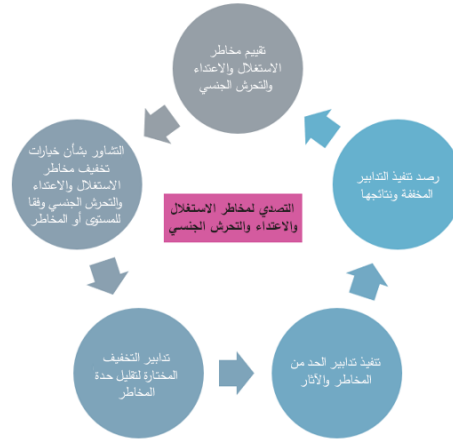 تقييم مخاطر
الاستغلال والاعتداء
والتحرش الجنسي
التشاور بشأن خيارات
تخفيف مخاطر
الاستغلال والاعتداء
والتحرش الجنسي وفقا
للمستوى أو المخاطر
تدابير التخفيف
المختارة لتقليل حدة
المخاطر
تنفيذ تدابير الحد من
المخاطر والآثار
رصد تنفيذ التدابير
المخففة ونتائجها
التصدي لمخاطر الاستغلال
والاعتداء والتحرش الجنسي